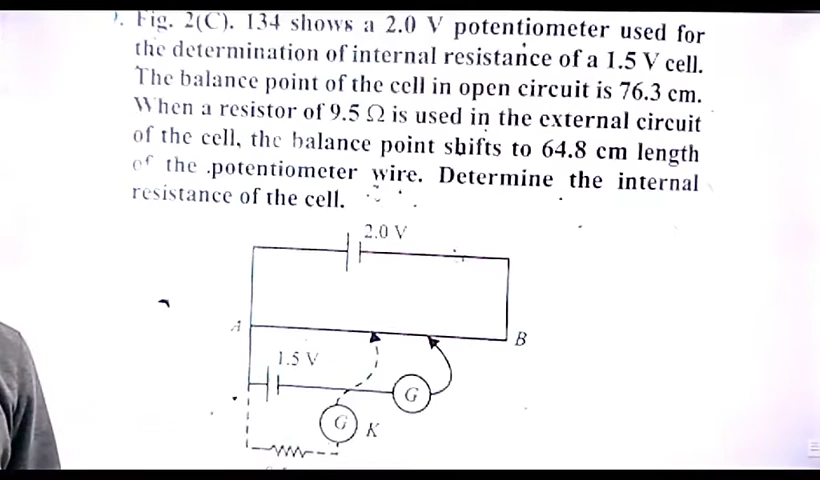 Fig. 2(C). 134 shows a 2.0 V potentiometer used for
the determination of internal resistance of a 1.5 V cell.
The balance point of the cell in open circuit is 76.3 cm.
When a resistor of 9.5 Ω is used in the external circuit
of the cell, the balance point shifts to 64.8 cm length
of the potentiometer wire. Determine the internal
resistance of the cell.
2.0 V
A
B
1.5 V
G
G
K